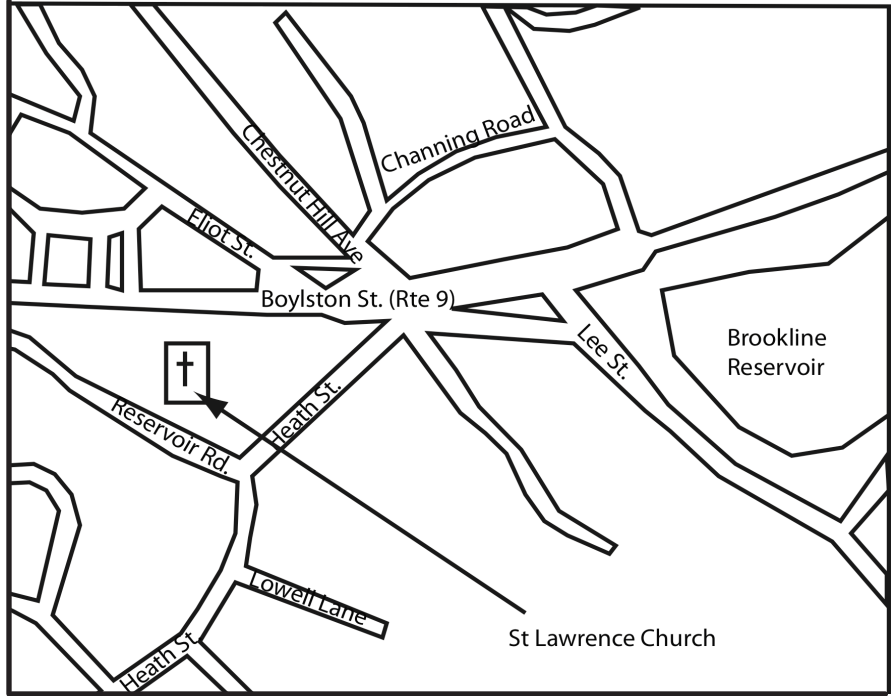 Channing Road
Chestnut Hill Ave
Eliot St.
Boylston St. (Rte 9)
Brookline
Reservoir
Lee St.
Heath St.
Reservoir Rd.
Lowell Lane
St Lawrence Church
Heath St.